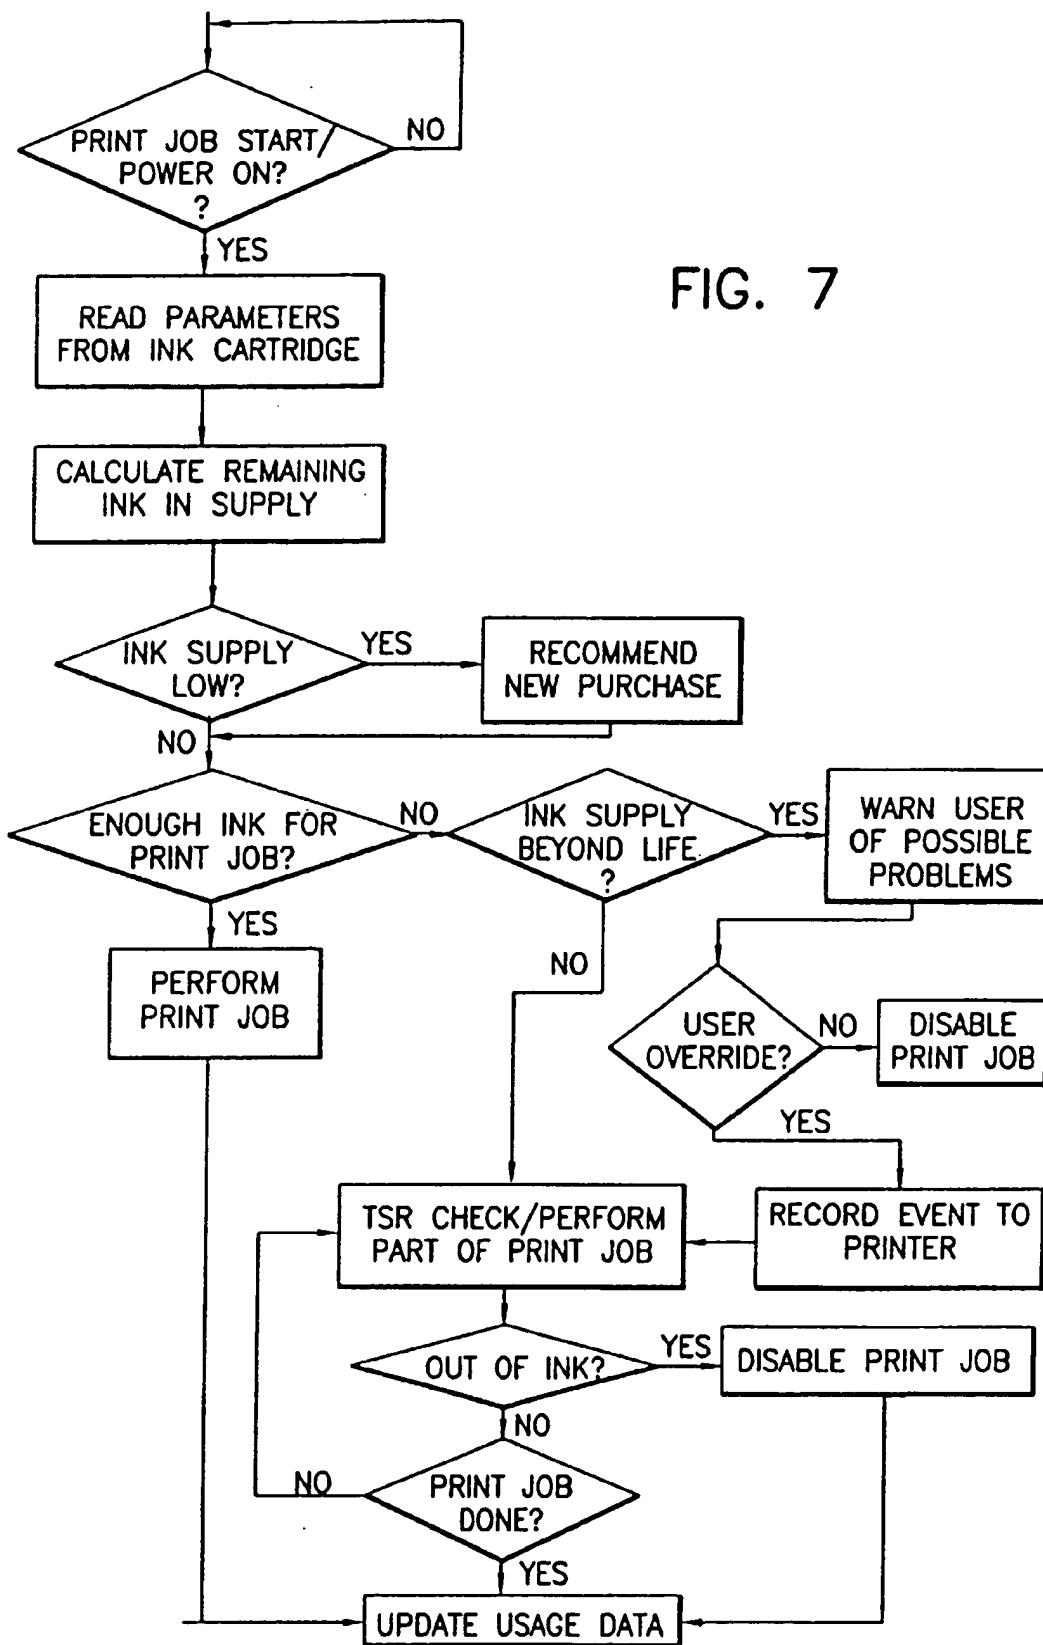 PRINT JOB START/
POWER ON?
?
NO
YES
FIG. 7
READ PARAMETERS
FROM INK CARTRIDGE
CALCULATE REMAINING
INK IN SUPPLY
INK SUPPLY
LOW?
YES
RECOMMEND
NEW PURCHASE
NO
ENOUGH INK FOR
PRINT JOB?
NO
INK SUPPLY
BEYOND LIFE
?
YES
WARN USER
OF POSSIBLE
PROBLEMS
YES
PERFORM
PRINT JOB
NO
USER
OVERRIDE?
NO
DISABLE
PRINT JOB
YES
TSR CHECK/PERFORM
PART OF PRINT JOB
RECORD EVENT TO
PRINTER
OUT OF INK?
YES
DISABLE PRINT JOB
NO
PRINT JOB
DONE?
NO
YES
UPDATE USAGE DATA